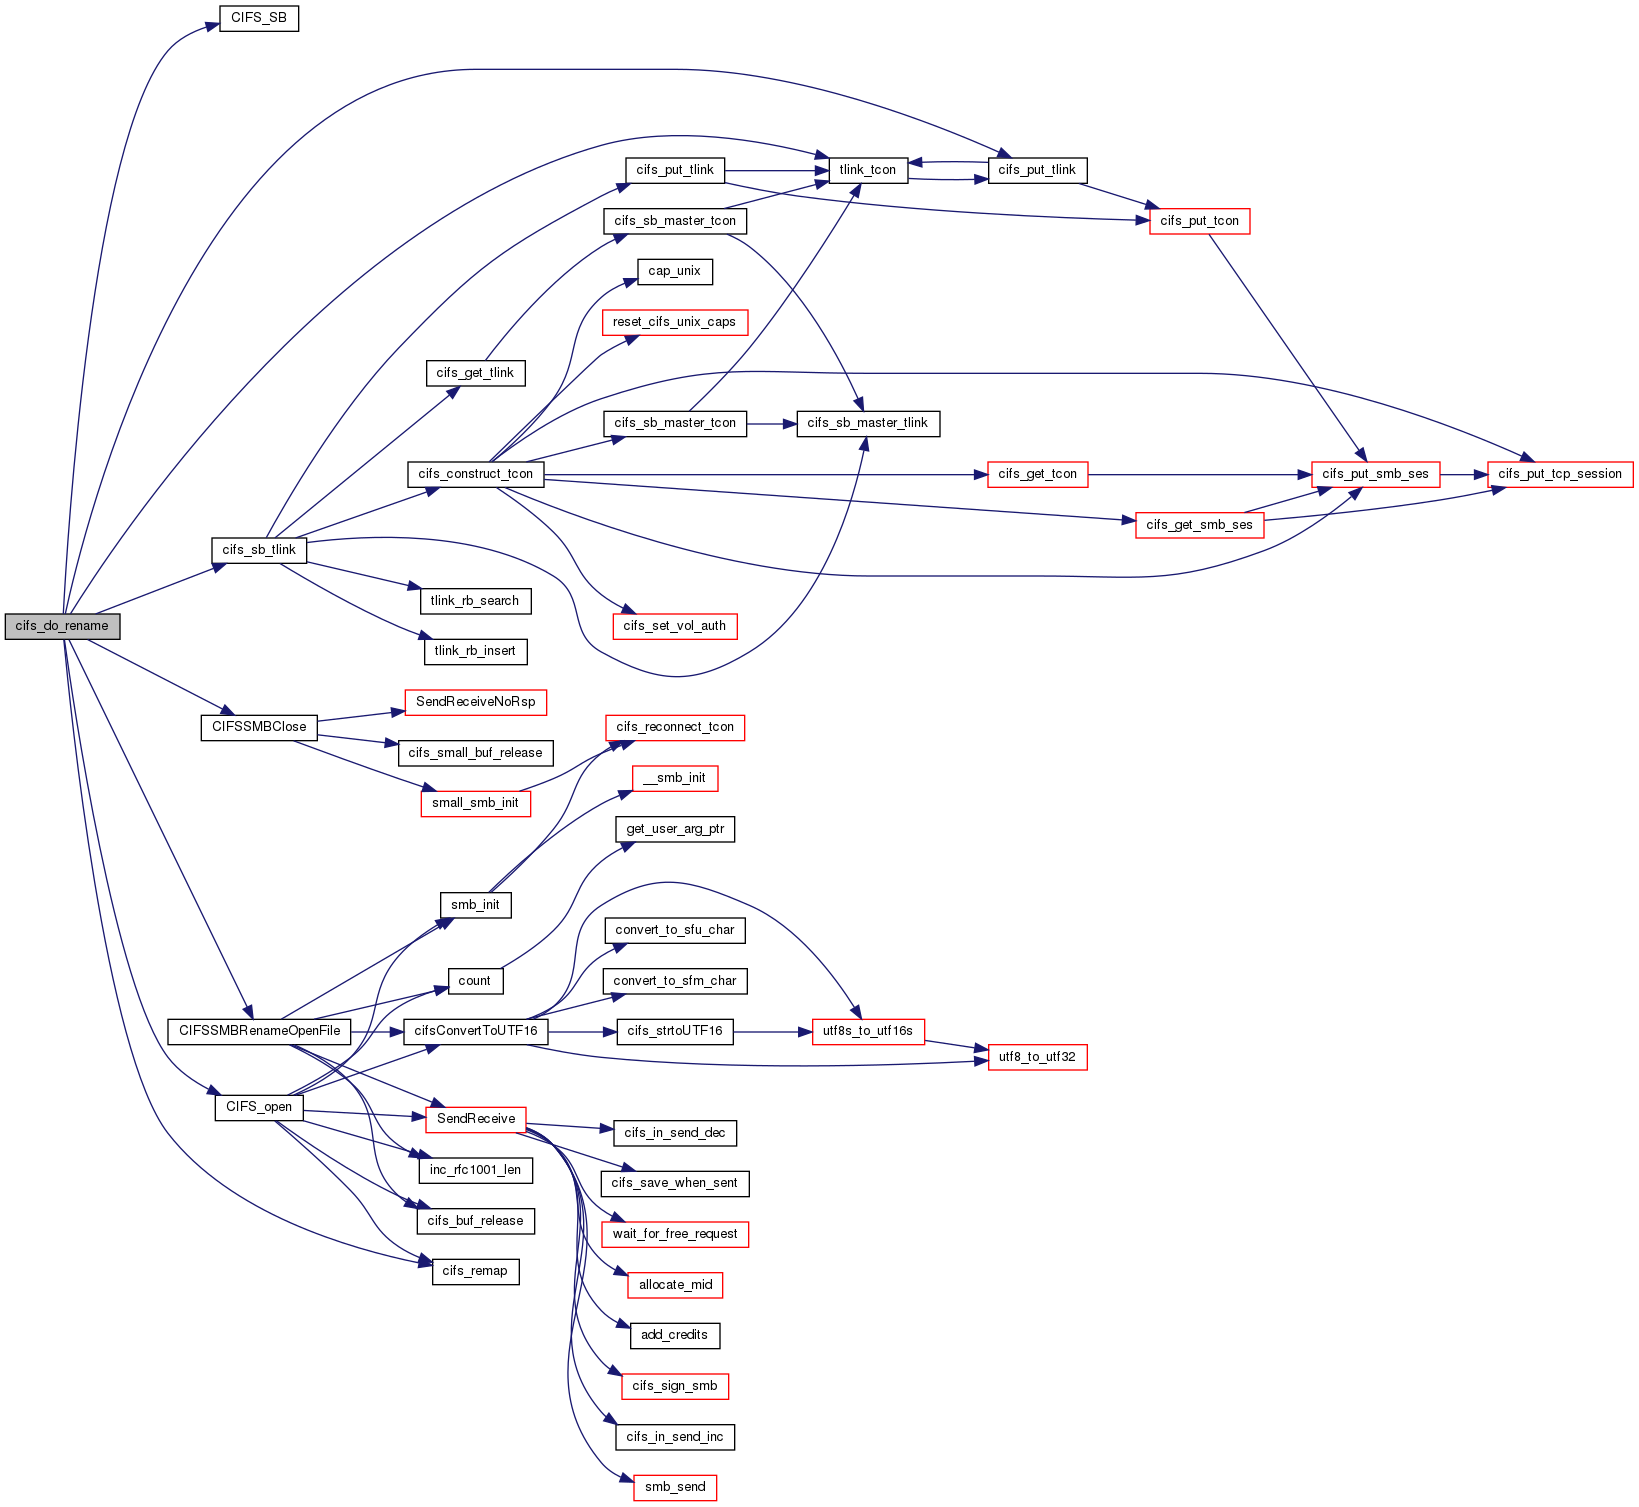 CIFS_SB
cifs_put_tlink
tlink_tcon
cifs_put_tlink
cifs_sb_master_tcon
cifs_put_tcon
cap_unix
reset_cifs_unix_caps
cifs_get_tlink
cifs_sb_master_tcon
cifs_sb_master_tlink
cifs_construct_tcon
cifs_get_tcon
cifs_put_smb_ses
cifs_put_tcp_session
cifs_get_smb_ses
cifs_sb_tlink
tlink_rb_search
cifs_do_rename
cifs_set_vol_auth
tlink_rb_insert
SendReceiveNoRsp
CIFSSMBClose
cifs_reconnect_tcon
cifs_small_buf_release
__smb_init
small_smb_init
get_user_arg_ptr
smb_init
convert_to_sfu_char
count
convert_to_sfm_char
CIFSSMBRenameOpenFile
cifsConvertToUTF16
cifs_strtoUTF16
utf8s_to_utf16s
utf8_to_utf32
CIFS_open
SendReceive
cifs_in_send_dec
inc_rfc1001_len
cifs_save_when_sent
cifs_buf_release
wait_for_free_request
cifs_remap
allocate_mid
add_credits
cifs_sign_smb
cifs_in_send_inc
smb_send